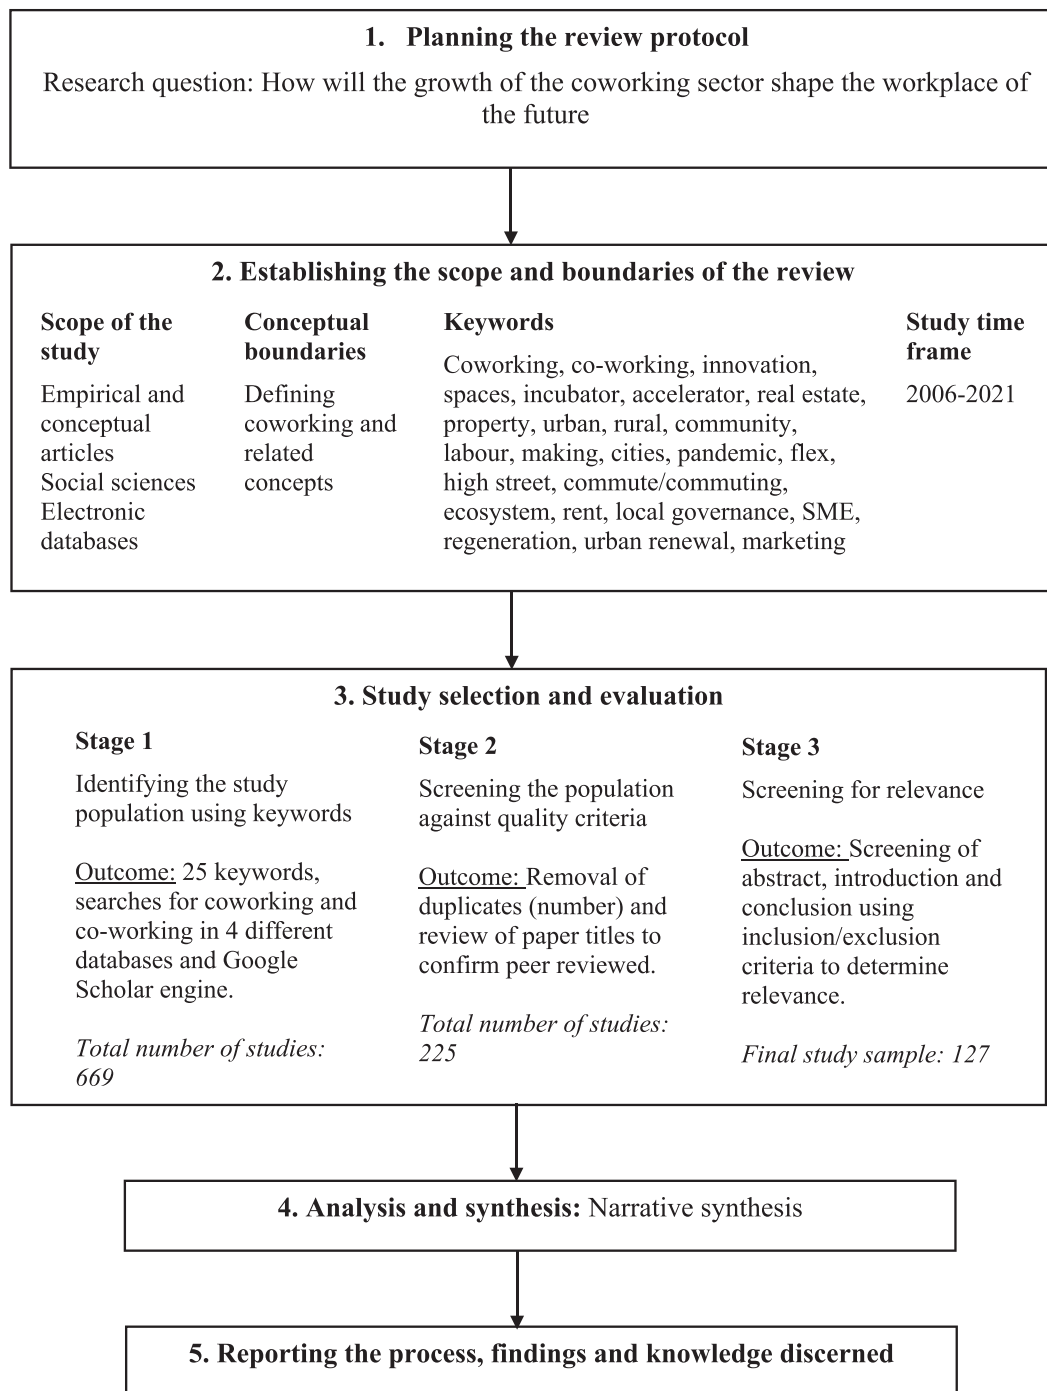 1. Planning the review protocol
Research question: How will the growth of the coworking sector shape the workplace of
the future
2. Establishing the scope and boundaries of the review
Scope of the
study
Empirical and
conceptual
articles
Social sciences
Electronic
databases
Conceptual
boundaries
Defining
coworking and
related
concepts
Keywords
Coworking, co-working, innovation,
spaces, incubator, accelerator, real estate,
property, urban, rural, community,
labour, making, cities, pandemic, flex,
high street, commute/commuting,
ecosystem, rent, local governance, SME,
regeneration, urban renewal, marketing
Study time
frame
2006-2021
3. Study selection and evaluation
Stage 1
Identifying the study
population using keywords
Outcome: 25 keywords,
searches for coworking and
co-working in 4 different
databases and Google
Scholar engine.
Total number of studies:
669
Stage 2
Screening the population
against quality criteria
Outcome: Removal of
duplicates (number) and
review of paper titles to
confirm peer reviewed.
Total number of studies:
225
Stage 3
Screening for relevance
Outcome: Screening of
abstract, introduction and
conclusion using
inclusion/exclusion
criteria to determine
relevance.
Final study sample: 127
4. Analysis and synthesis: Narrative synthesis
5. Reporting the process, findings and knowledge discerned